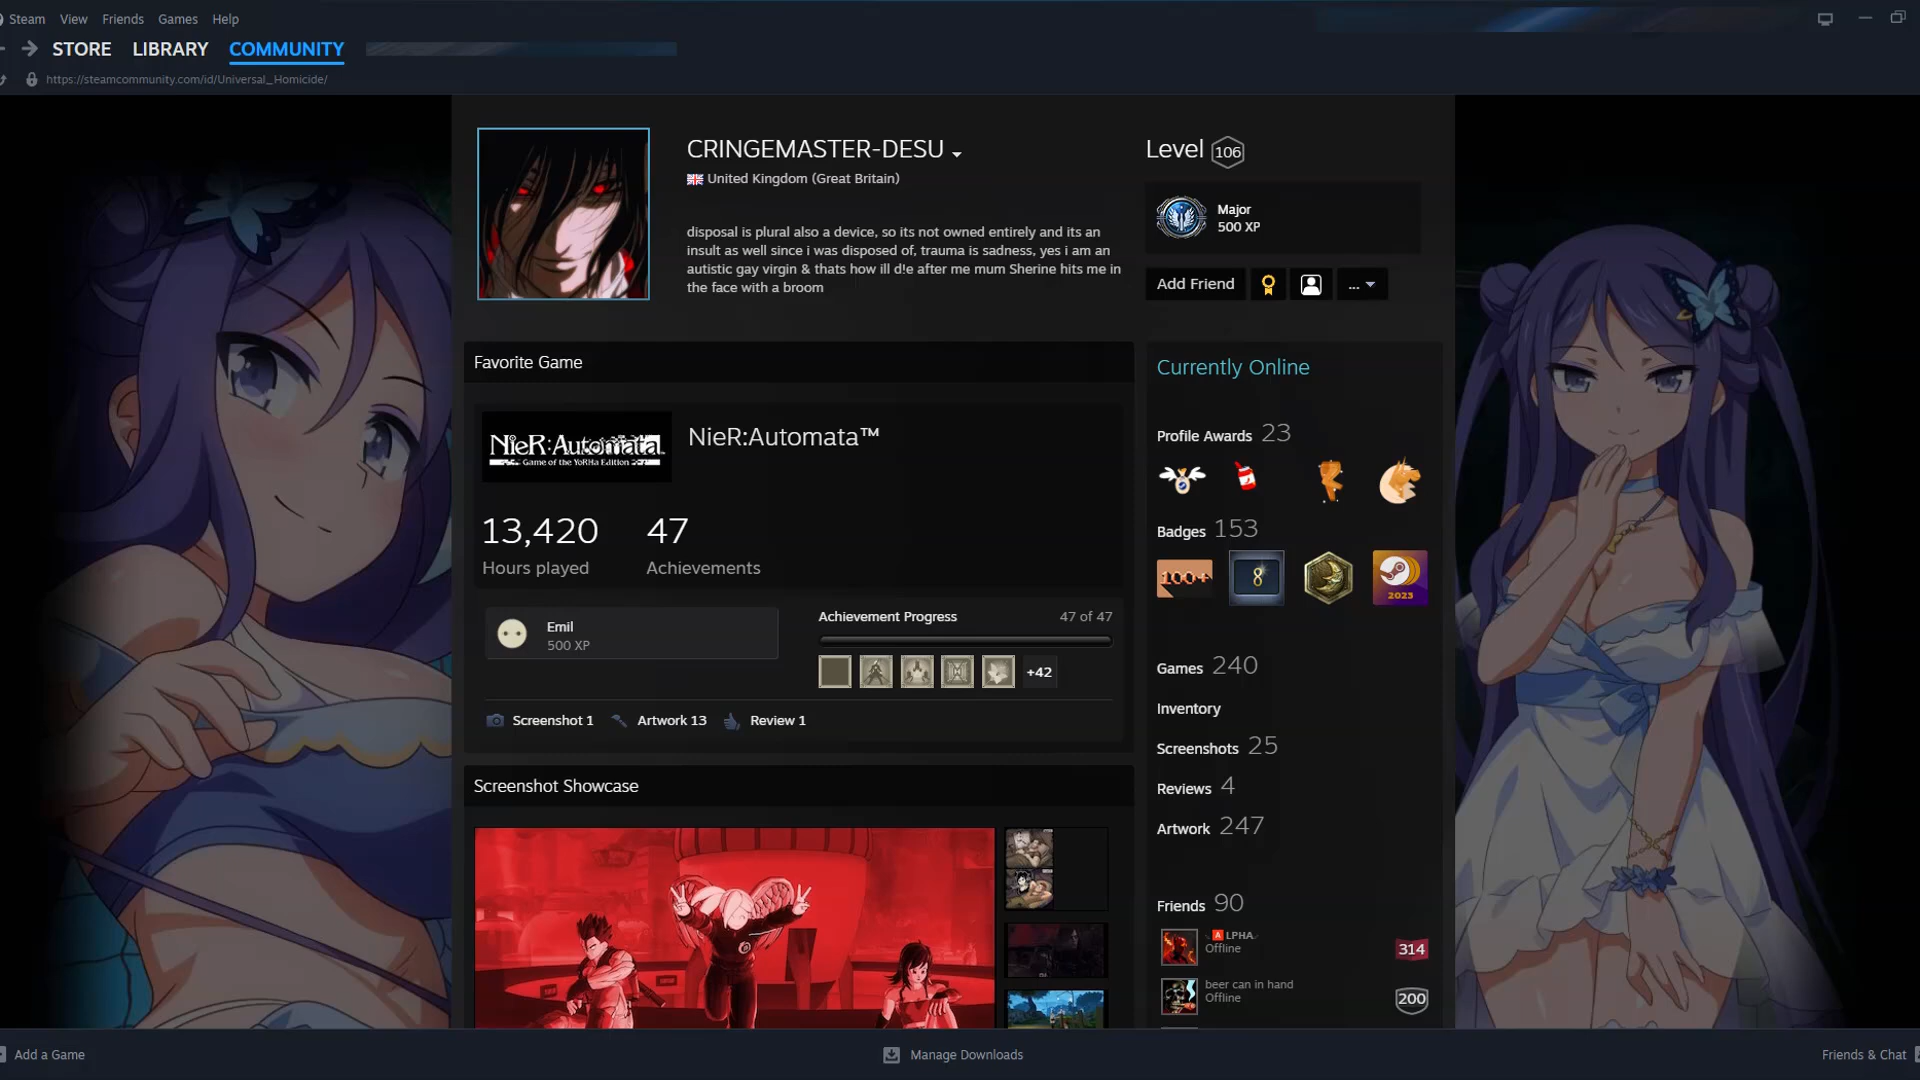 Steam View Friends Games Help
STORE LIBRARY COMMUNITY
https://steamcommunity.com/id/Universal_Homicide/
CRINGEMASTER-DESU
United Kingdom (Great Britain)
disposal is plural also a device, so its not owned entirely and its an
insult as well since i was disposed of, trauma is sadness, yes i am an
autistic gay virgin & thats how ill d!e after me mum Sherine hits me in
the face with a broom
Level 106
Major
500 XP
Add Friend
...
Favorite Game
NieR:Automata
Game of the YoRHa Edition
NieR:Automata™
13,420
Hours played
47
Achievements
Emil
500 XP
Achievement Progress 47 of 47
+42
Screenshot 1 Artwork 13 Review 1
Screenshot Showcase
Currently Online
Profile Awards 23
Badges 153
100+
8
2023
Games 240
Inventory
Screenshots 25
Reviews 4
Artwork 247
Friends 90
A LPHA
Offline
314
beer can in hand
Offline
200
Add a Game
Manage Downloads
Friends & Chat